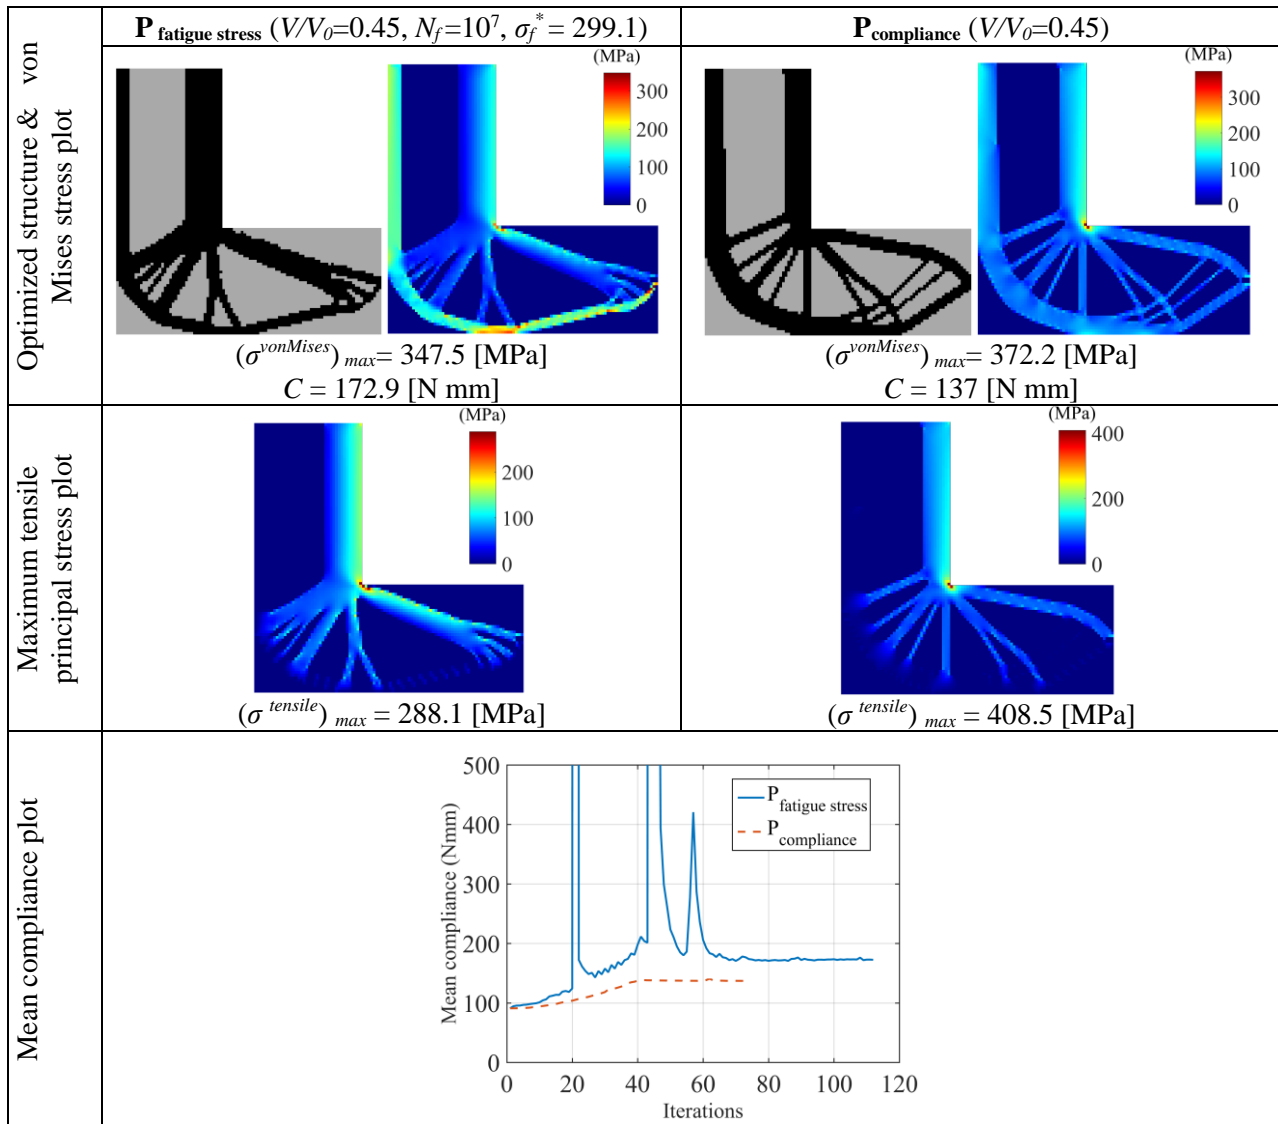 P fatigue stress (V/V0=0.45, Nf=10^7, σf* = 299.1)
Pcompliance (V/V0=0.45)
Optimized structure & von
Mises stress plot
(MPa)
300
200
100
0
(MPa)
300
200
100
0
(σ^vonMises) max= 347.5 [MPa]
C = 172.9 [N mm]
(σ^vonMises) max= 372.2 [MPa]
C = 137 [N mm]
Maximum tensile
principal stress plot
(MPa)
200
100
0
(MPa)
400
200
0
(σ^tensile) max = 288.1 [MPa]
(σ^tensile) max = 408.5 [MPa]
Mean compliance plot
Mean compliance (Nmm)
500
400
300
200
100
0
P fatigue stress
P compliance
0 20 40 60 80 100 120
Iterations